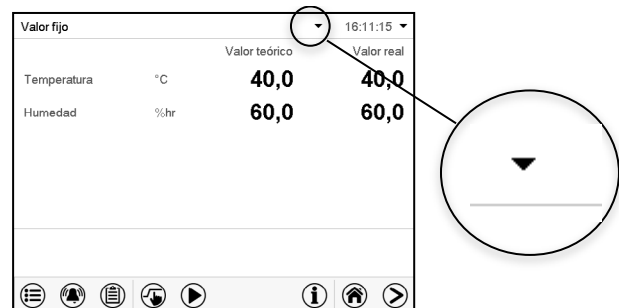 Valor fijo 16:11:15
Valor teórico Valor real
Temperatura °C 40,0 40,0
Humedad %hr 60,0 60,0